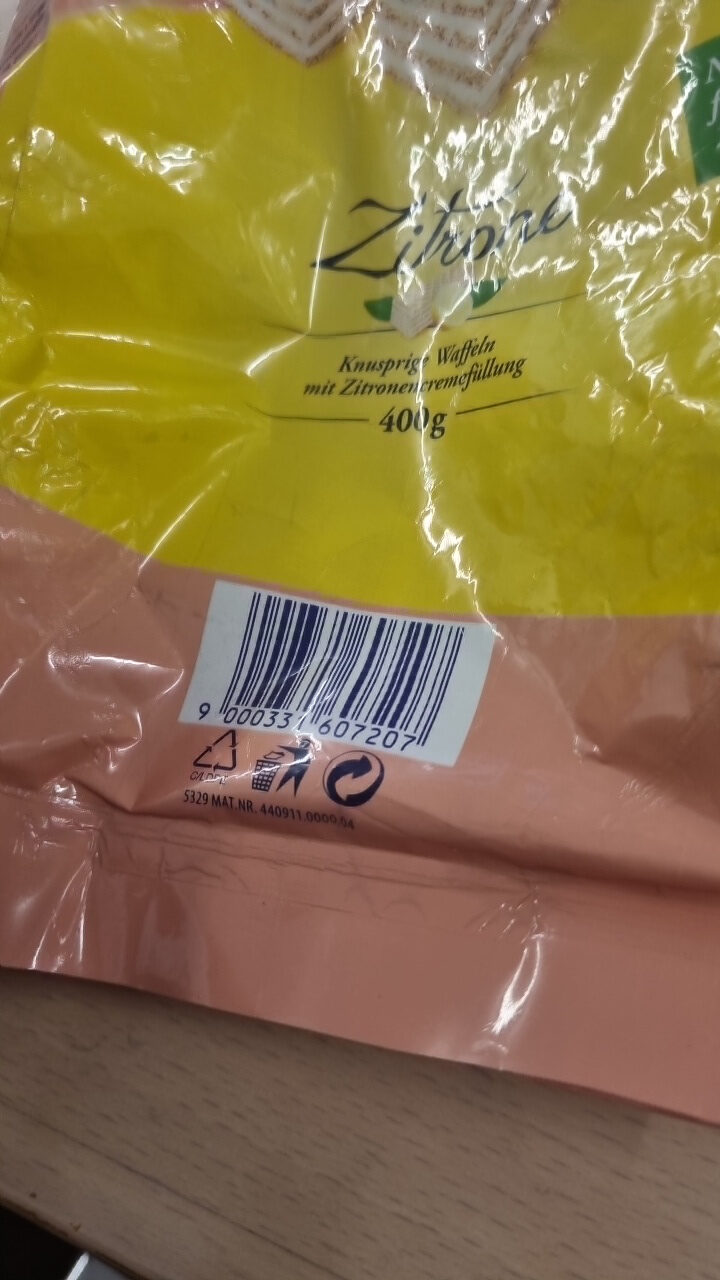 Zitrone
Knusprige Waffeln
mit Zitronencremefüllung
400g
9 000331 607207
5329 MAT.NR. 440911.0000.04